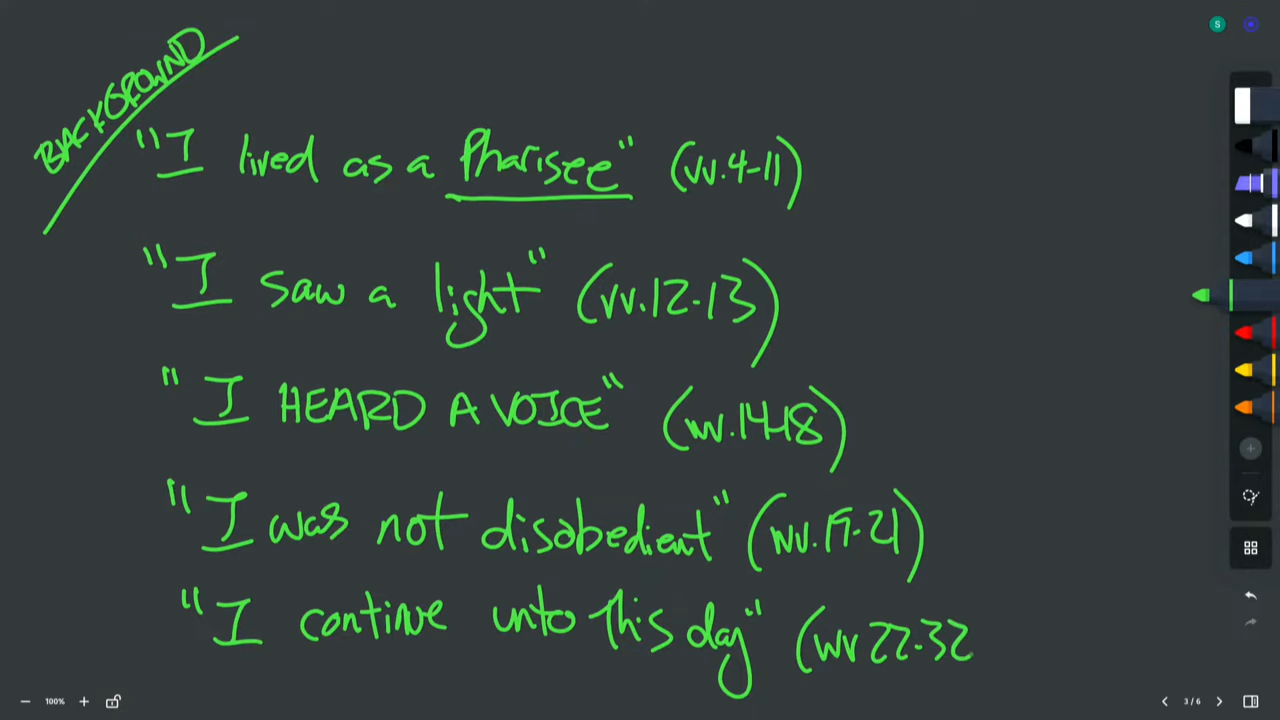 BACKGROUND
"I lived as a Pharisee" (vv.4-11)
"I saw a light" (vv.12-13)
"I HEARD A VOICE" (vv.14-18)
"I was not disobedient" (vv.19-21)
"I continue unto this day" (vv 22-32
S
100%
3/6